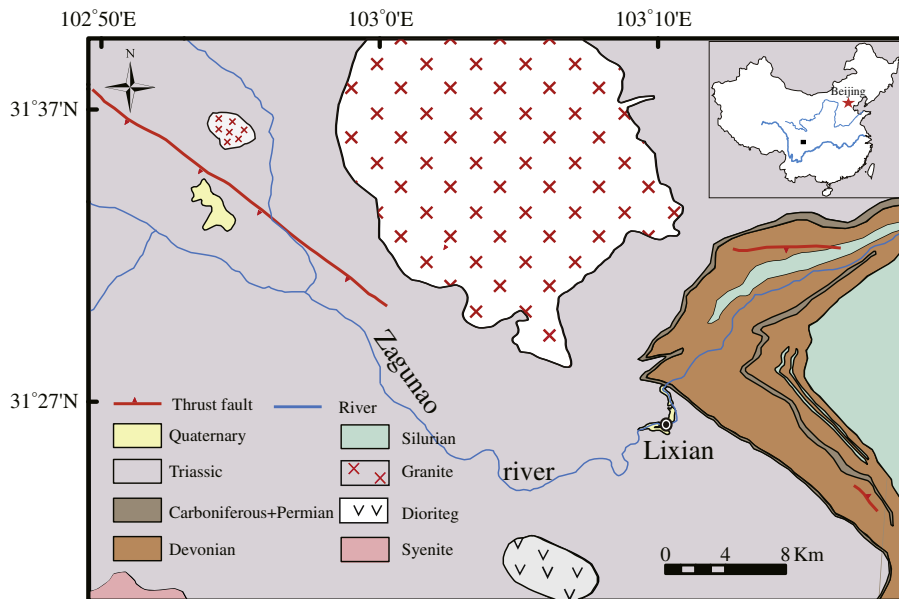 102°50'E 103°0'E 103°10'E
N
Beijing
31°37'N
Zagunao
31°27'N
Thrust fault River
Quaternary Silurian
Lixian
Triassic Granite river
Carboniferous+Permian Dioriteg
Devonian Syenite
0 4 8 Km